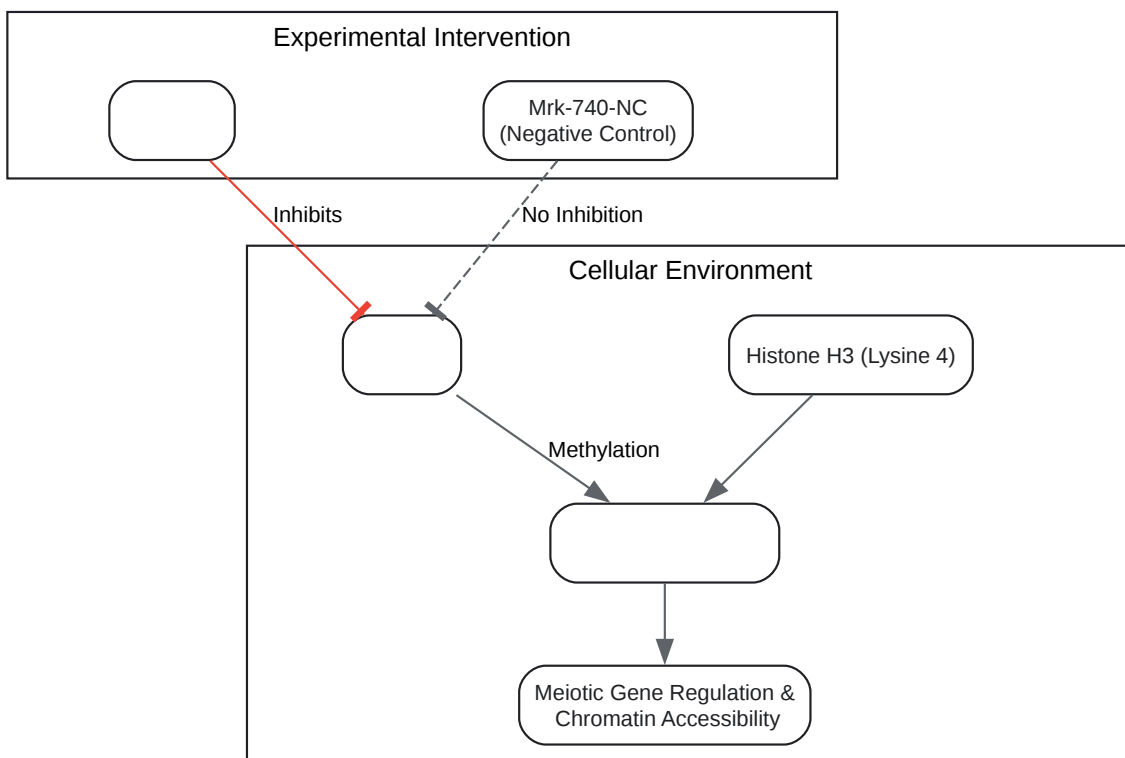 Experimental Intervention
Mrk-740-NC
(Negative Control)
Inhibits
No Inhibition
Cellular Environment
Histone H3 (Lysine 4)
Methylation
Meiotic Gene Regulation &
Chromatin Accessibility